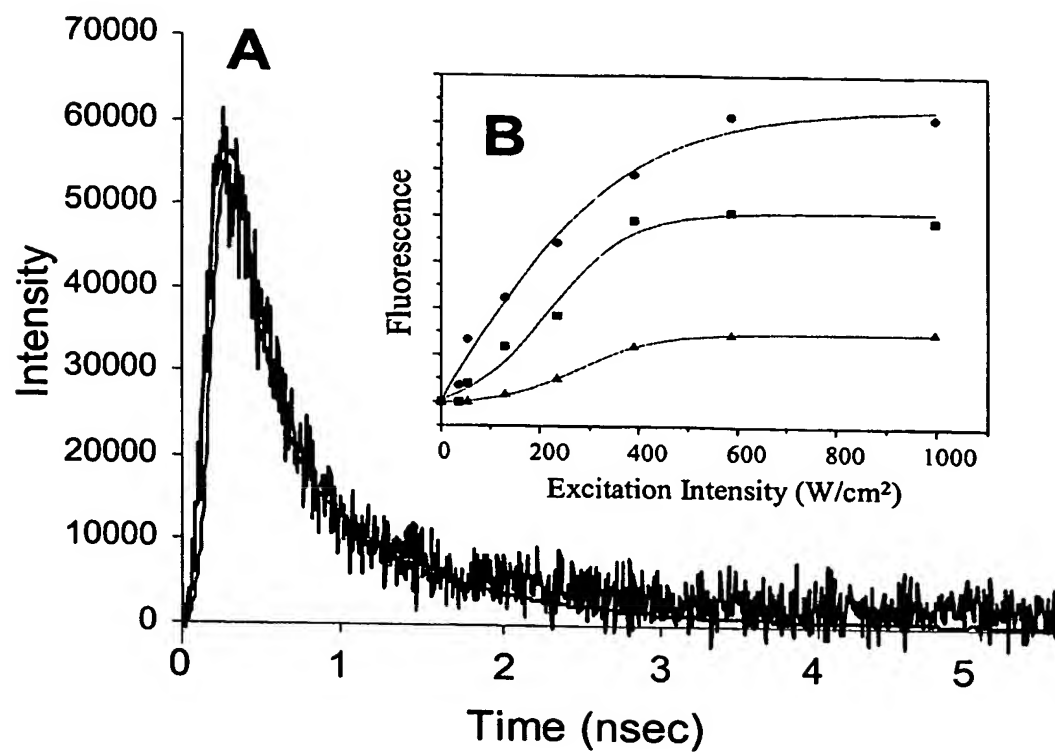 A
70000
60000
50000
40000
30000
20000
10000
0
Intensity
0 1 2 3 4 5
Time (nsec)
B
Fluorescence
0 200 400 600 800 1000
Excitation Intensity (W/cm²)